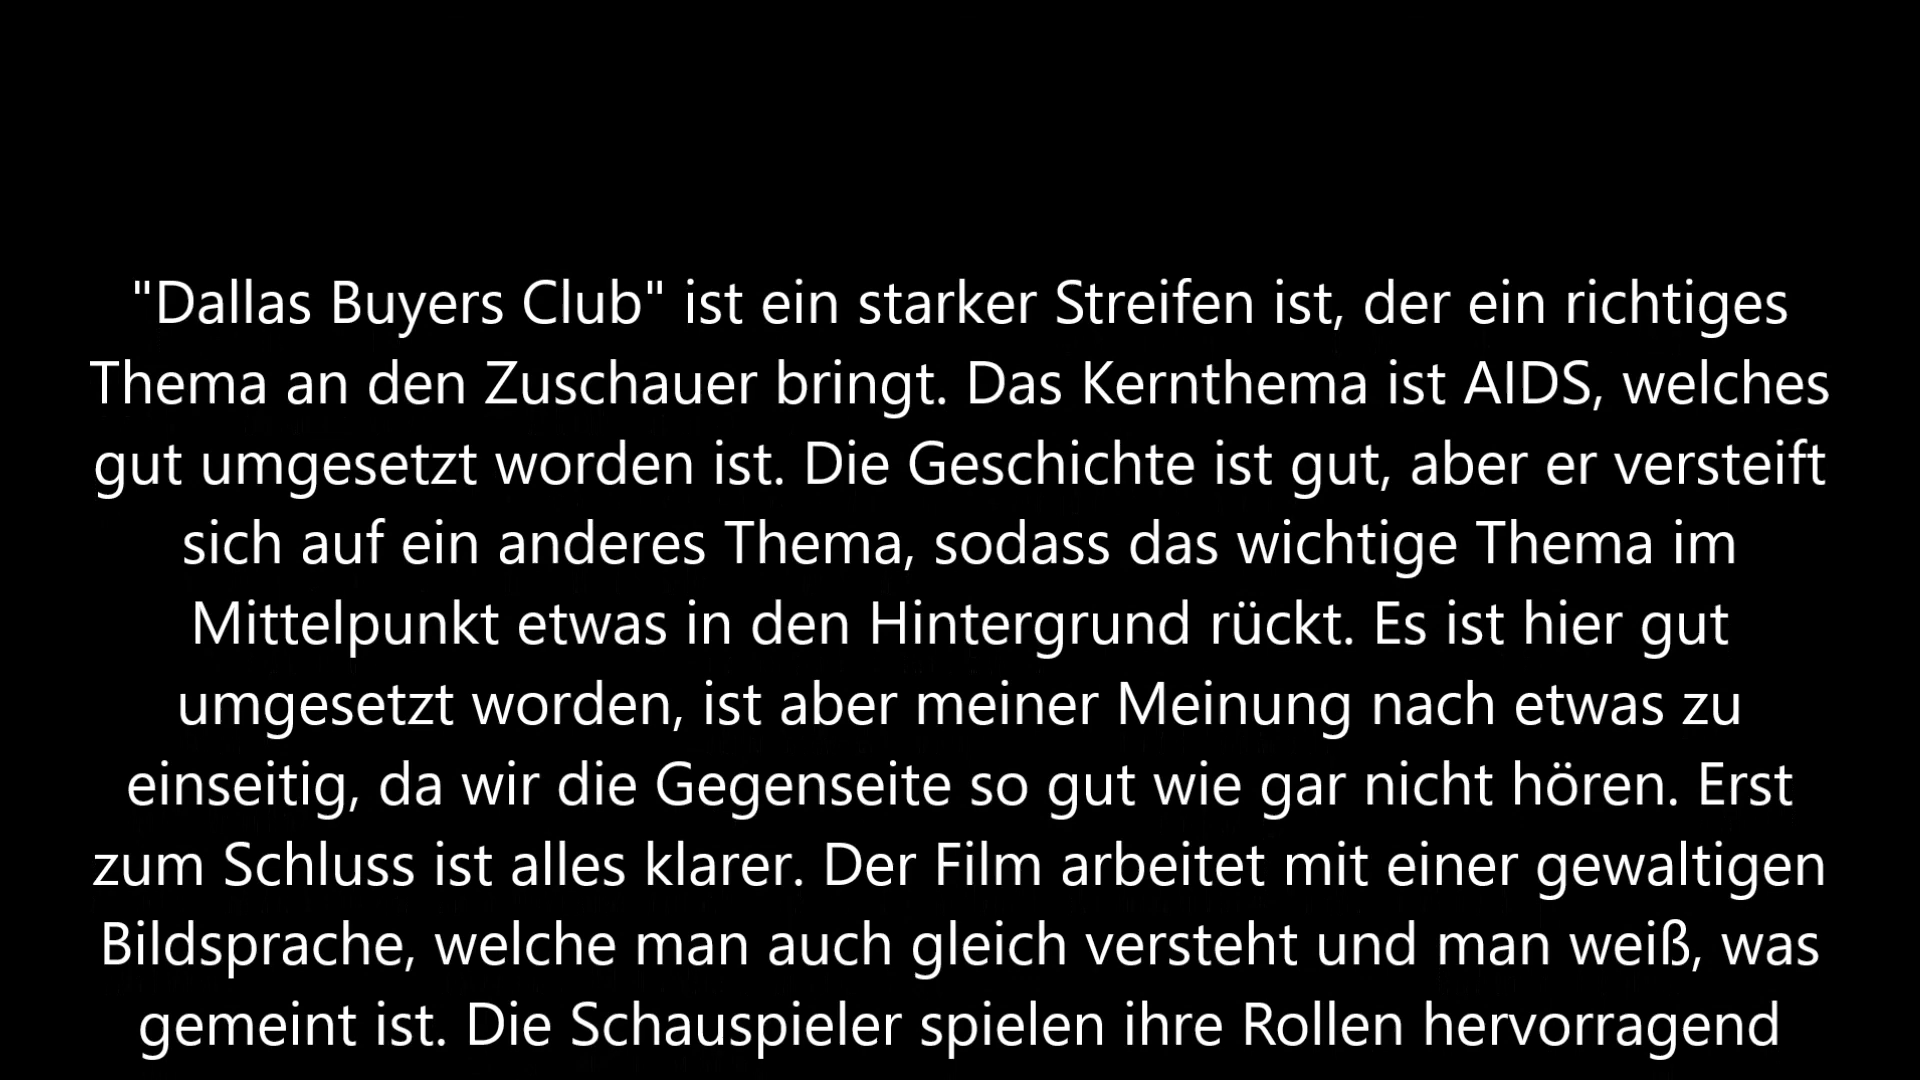 "Dallas Buyers Club" ist ein starker Streifen ist, der ein richtiges
Thema an den Zuschauer bringt. Das Kernthema ist AIDS, welches
gut umgesetzt worden ist. Die Geschichte ist gut, aber er versteift
sich auf ein anderes Thema, sodass das wichtige Thema im
Mittelpunkt etwas in den Hintergrund rückt. Es ist hier gut
umgesetzt worden, ist aber meiner Meinung nach etwas zu
einseitig, da wir die Gegenseite so gut wie gar nicht hören. Erst
zum Schluss ist alles klarer. Der Film arbeitet mit einer gewaltigen
Bildsprache, welche man auch gleich versteht und man weiß, was
gemeint ist. Die Schauspieler spielen ihre Rollen hervorragend